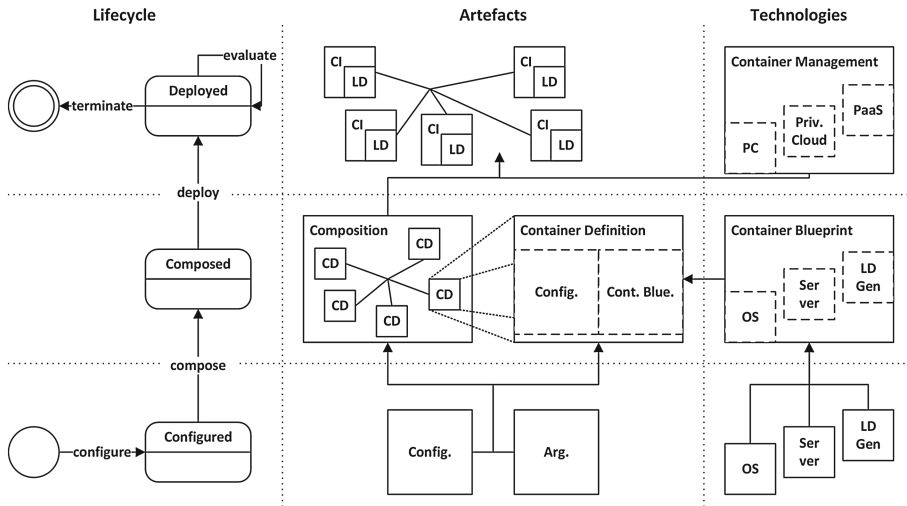 Lifecycle
Artefacts
Technologies
evaluate
terminate
Deployed
CI
LD
CI
LD
CI
LD
CI
LD
CI
LD
Container Management
PC
Priv.
Cloud
PaaS
deploy
Composed
Composition
CD
CD
CD
CD
CD
Container Definition
Config.
Cont. Blue.
Container Blueprint
OS
Ser
ver
LD
Gen
compose
configure
Configured
Config.
Arg.
OS
Ser
ver
LD
Gen